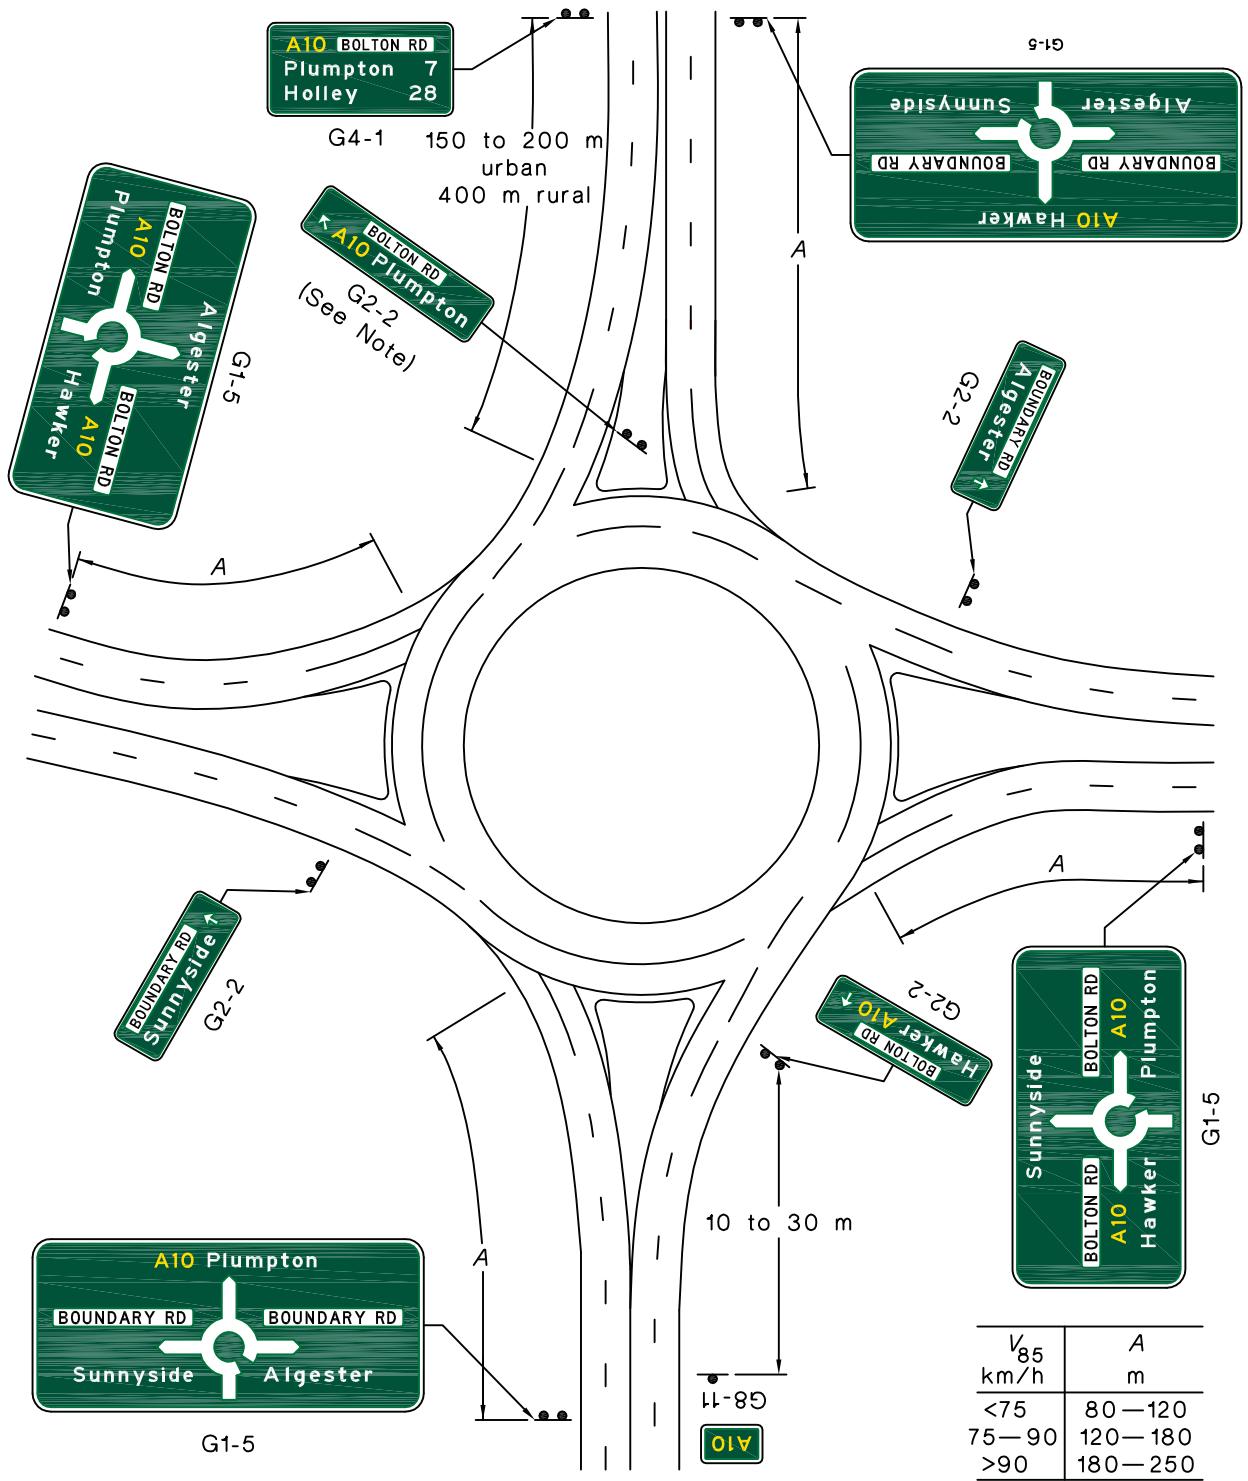 A10 BOLTON RD
Plumpton 7
Holley 28
G4-1
150 to 200 m
urban
400 m rural
G1-5
Sunnyside Algester
BOUNDARY RD BOUNDARY RD
A10 Hawker
A
BOLTON RD
A10 Plumpton
G2-2
(See Note)
Plumpton
A10
BOLTON RD
Algester
Hawker
A10
BOLTON RD
G1-5
BOUNDARY RD
Algester
G2-2
A
A
BOUNDARY RD
Sunnyside
G2-2
Hawker A10
BOLTON RD
G2-2
Sunnyside
BOLTON RD
A10
Plumpton
BOLTON RD
A10
Hawker
G1-5
10 to 30 m
A
A10 Plumpton
BOUNDARY RD BOUNDARY RD
Sunnyside Algester
G1-5
G8-11
A10
V85 A
km/h m
<75 80—120
75—90 120—180
>90 180—250